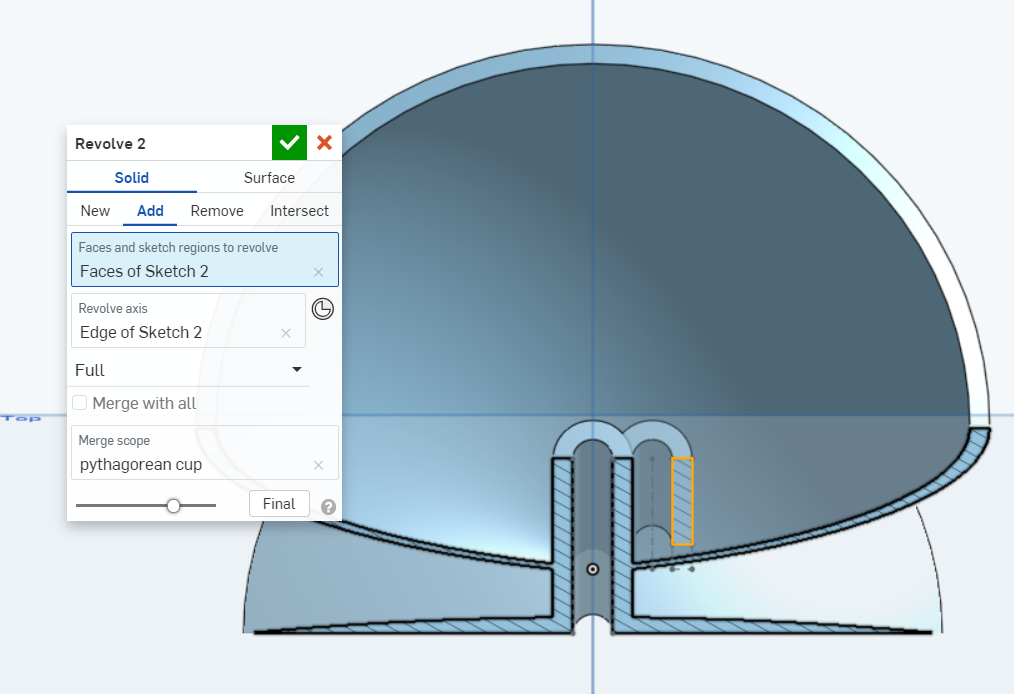 Revolve 2
Solid Surface
New Add Remove Intersect
Faces and sketch regions to revolve
Faces of Sketch 2
Revolve axis
Edge of Sketch 2
Full
Merge with all
Top
Merge scope
pythagorean cup
Final
?